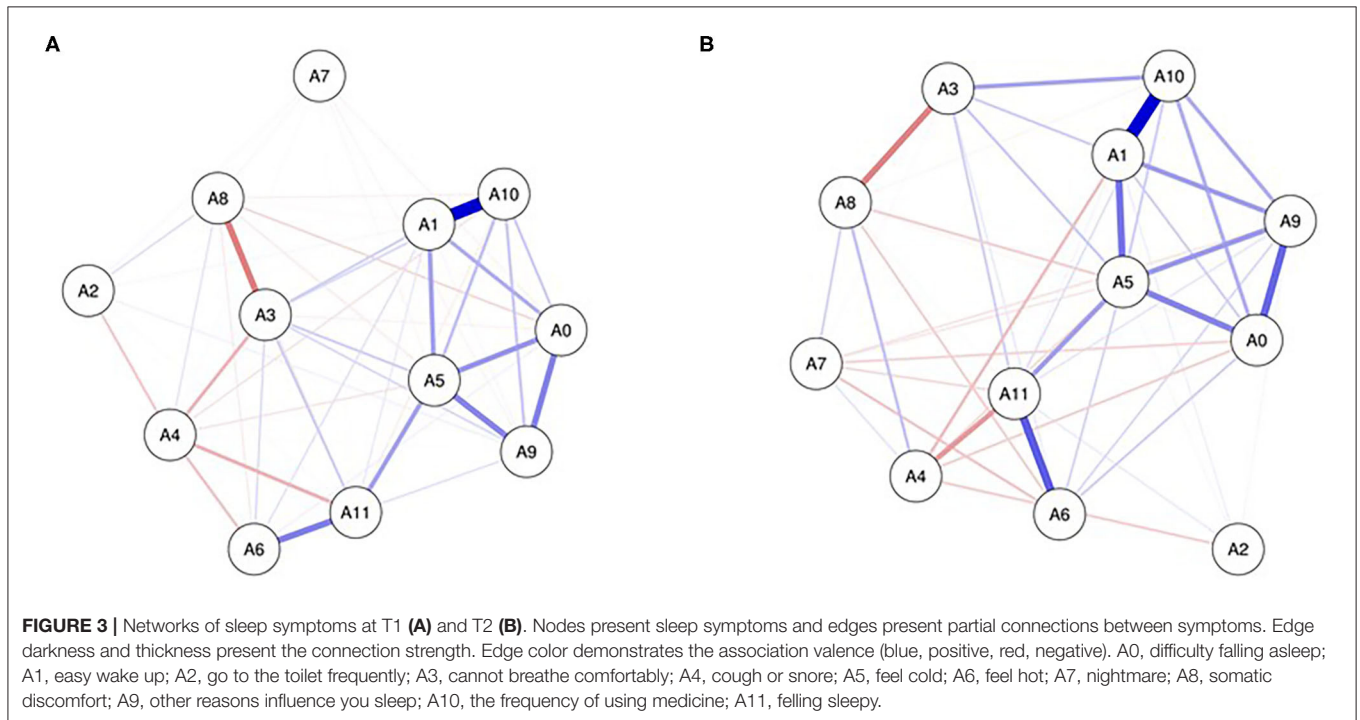 A
B
A7
A8
A10
A1
A2
A3
A0
A5
A4
A9
A11
A6
A3
A10
A1
A8
A9
A5
A0
A7
A11
A4
A6
A2
FIGURE 3 | Networks of sleep symptoms at T1 (A) and T2 (B). Nodes present sleep symptoms and edges present partial connections between symptoms. Edge
darkness and thickness present the connection strength. Edge color demonstrates the association valence (blue, positive, red, negative). A0, difficulty falling asleep;
A1, easy wake up; A2, go to the toilet frequently; A3, cannot breathe comfortably; A4, cough or snore; A5, feel cold; A6, feel hot; A7, nightmare; A8, somatic
discomfort; A9, other reasons influence you sleep; A10, the frequency of using medicine; A11, felling sleepy.